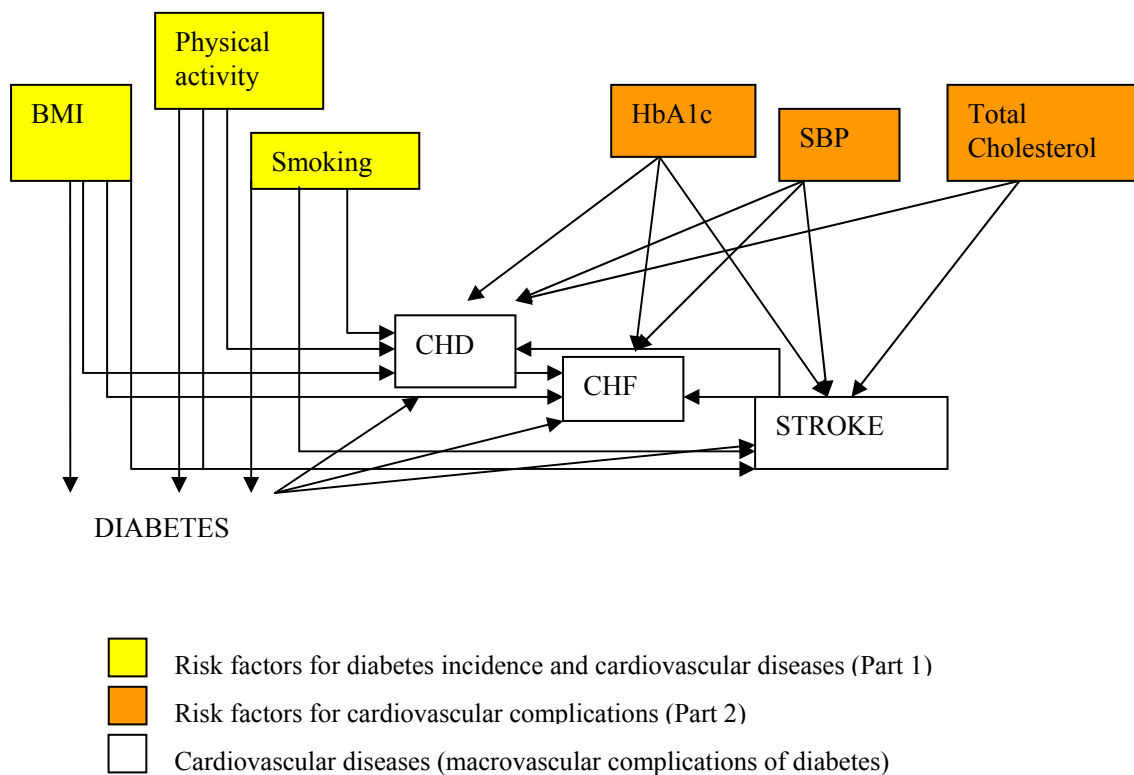 Physical
activity
BMI
HbA1c
Total
Cholesterol
SBP
Smoking
CHD
CHF
STROKE
DIABETES
Risk factors for diabetes incidence and cardiovascular diseases (Part 1)
Risk factors for cardiovascular complications (Part 2)
Cardiovascular diseases (macrovascular complications of diabetes)